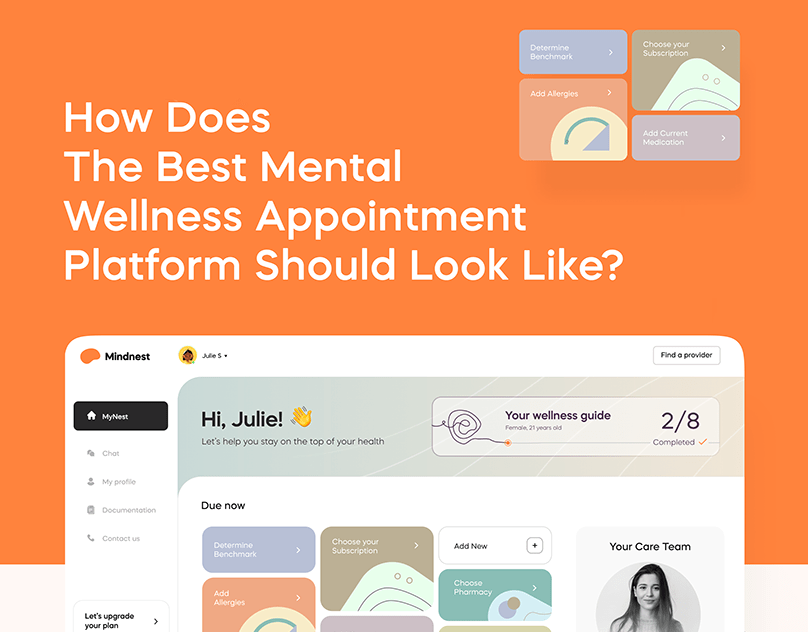 Determine
Benchmark
Choose your
Subscription
Add Allergies
Add Current
Medication
How Does
The Best Mental
Wellness Appointment
Platform Should Look Like?
Mindnest
Julie S
Find a provider
MyNest
Chat
My profile
Documentation
Contact us
Let's upgrade
your plan
Hi, Julie! 👋
Let's help you stay on the top of your health
Your wellness guide
Female, 21 years old
2/8
Completed
Due now
Determine
Benchmark
Choose your
Subscription
Add New
Add
Allergies
Choose
Pharmacy
Your Care Team